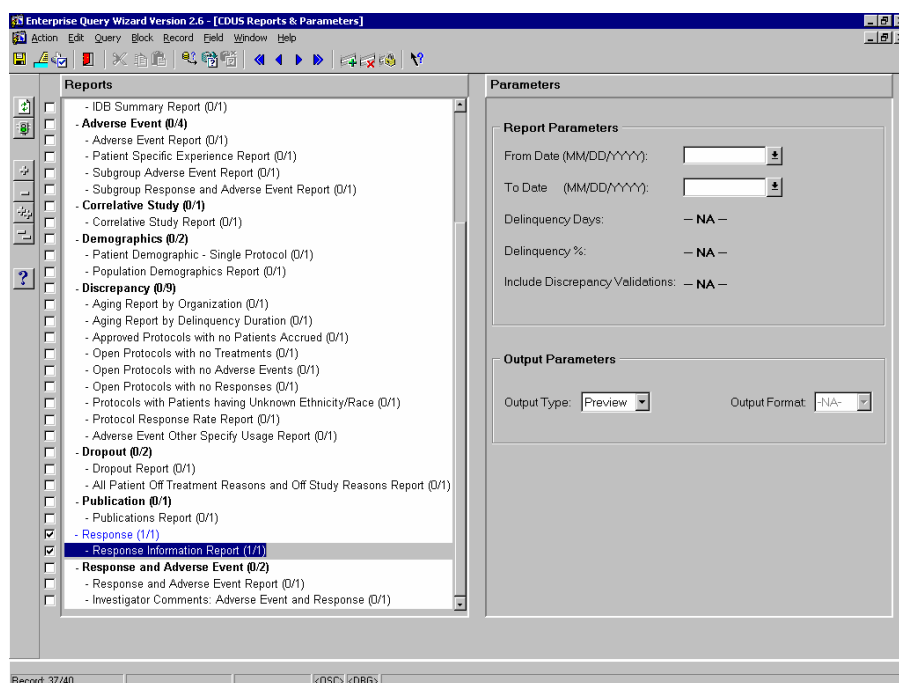 Enterprise Query Wizard Version 2.6 - [CDUS Reports & Parameters]
Action Edit Query Block Record Field Window Help
Reports
- IDB Summary Report (0/1)
- Adverse Event (0/4)
- Adverse Event Report (0/1)
- Patient Specific Experience Report (0/1)
- Subgroup Adverse Event Report (0/1)
- Subgroup Response and Adverse Event Report (0/1)
- Correlative Study (0/1)
- Correlative Study Report (0/1)
- Demographics (0/2)
- Patient Demographic - Single Protocol (0/1)
- Population Demographics Report (0/1)
- Discrepancy (0/9)
- Aging Report by Organization (0/1)
- Aging Report by Delinquency Duration (0/1)
- Approved Protocols with no Patients Accrued (0/1)
- Open Protocols with no Treatments (0/1)
- Open Protocols with no Adverse Events (0/1)
- Open Protocols with no Responses (0/1)
- Protocols with Patients having Unknown Ethnicity/Race (0/1)
- Protocol Response Rate Report (0/1)
- Adverse Event Other Specify Usage Report (0/1)
- Dropout (0/2)
- Dropout Report (0/1)
- All Patient Off Treatment Reasons and Off Study Reasons Report (0/1)
- Publication (0/1)
- Publications Report (0/1)
- Response (1/1)
- Response Information Report (1/1)
- Response and Adverse Event (0/2)
- Response and Adverse Event Report (0/1)
- Investigator Comments: Adverse Event and Response (0/1)
Parameters
Report Parameters
From Date (MM/DD/YYYY):
To Date (MM/DD/YYYY):
Delinquency Days: -- NA --
Delinquency %: -- NA --
Include Discrepancy Validations: -- NA --
Output Parameters
Output Type: Preview Output Format: -NA-
Record: 37/40 <OSC> <DBG>